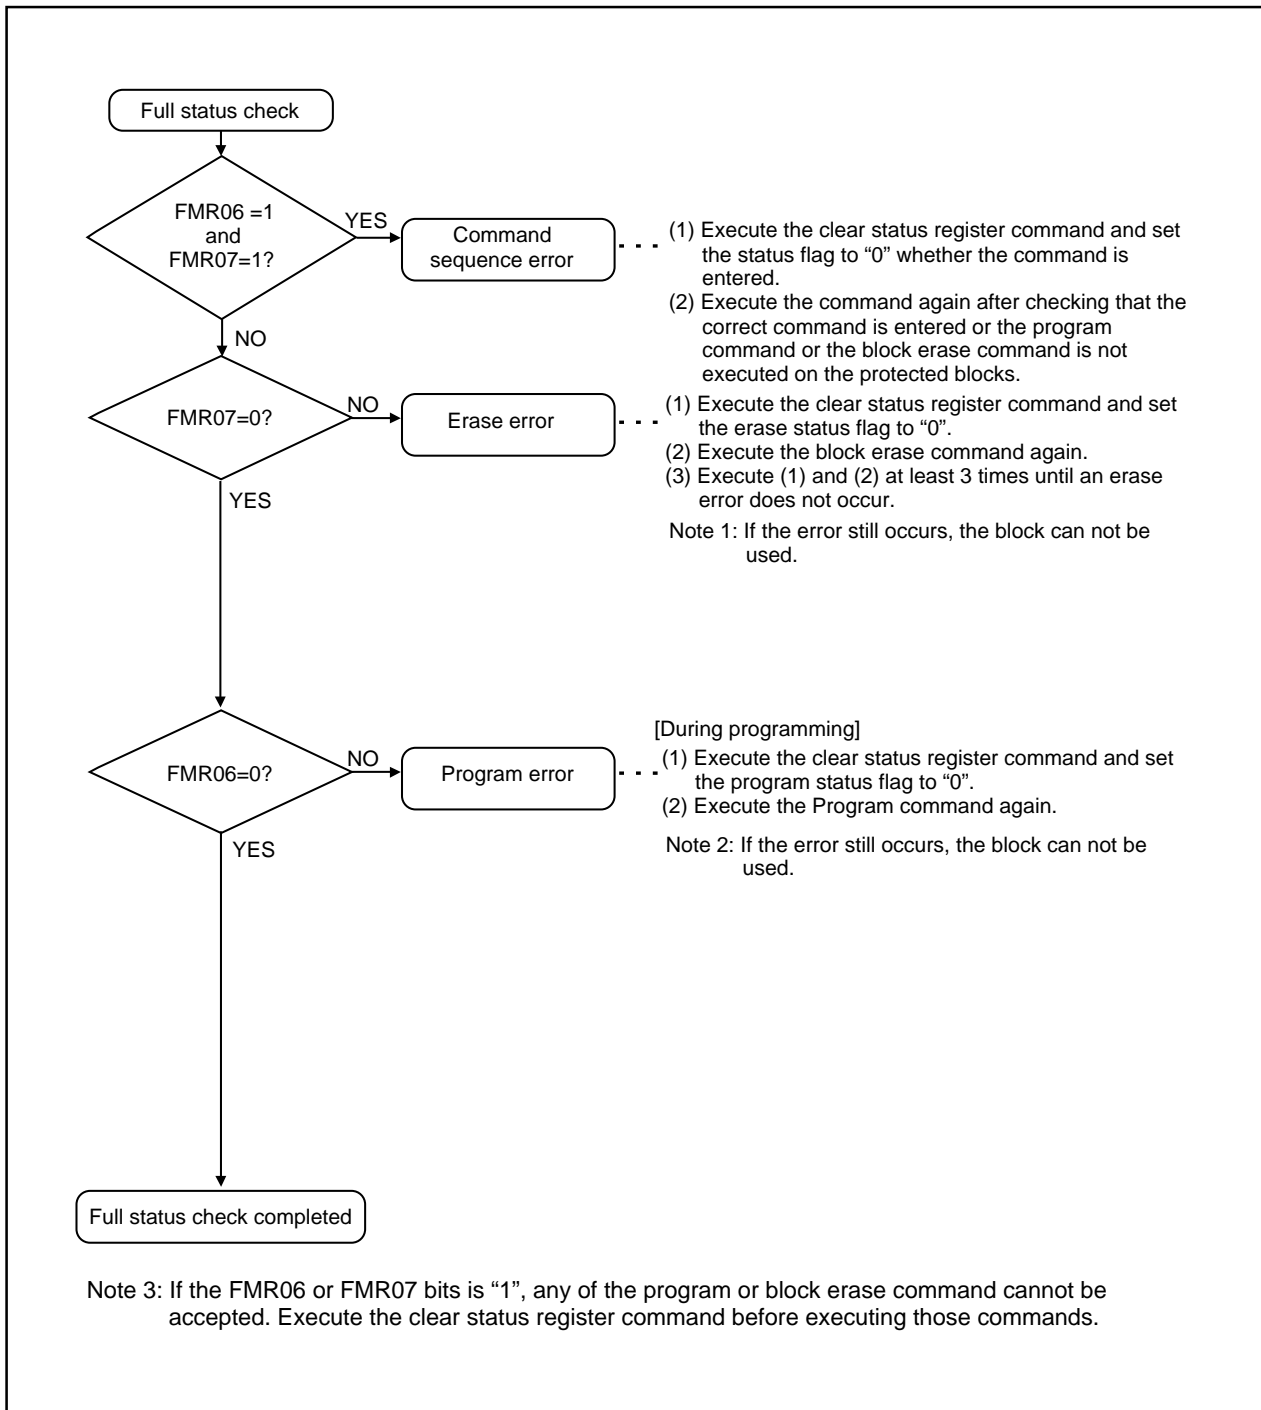 Full status check
FMR06 =1
and
FMR07=1?
YES
Command
sequence error
(1) Execute the clear status register command and set
the status flag to “0” whether the command is
entered.
(2) Execute the command again after checking that the
correct command is entered or the program
command or the block erase command is not
executed on the protected blocks.
NO
FMR07=0?
NO
Erase error
(1) Execute the clear status register command and set
the erase status flag to “0”.
(2) Execute the block erase command again.
(3) Execute (1) and (2) at least 3 times until an erase
error does not occur.
Note 1: If the error still occurs, the block can not be
used.
YES
FMR06=0?
NO
Program error
[During programming]
(1) Execute the clear status register command and set
the program status flag to “0”.
(2) Execute the Program command again.
Note 2: If the error still occurs, the block can not be
used.
YES
Full status check completed
Note 3: If the FMR06 or FMR07 bits is “1”, any of the program or block erase command cannot be
accepted. Execute the clear status register command before executing those commands.